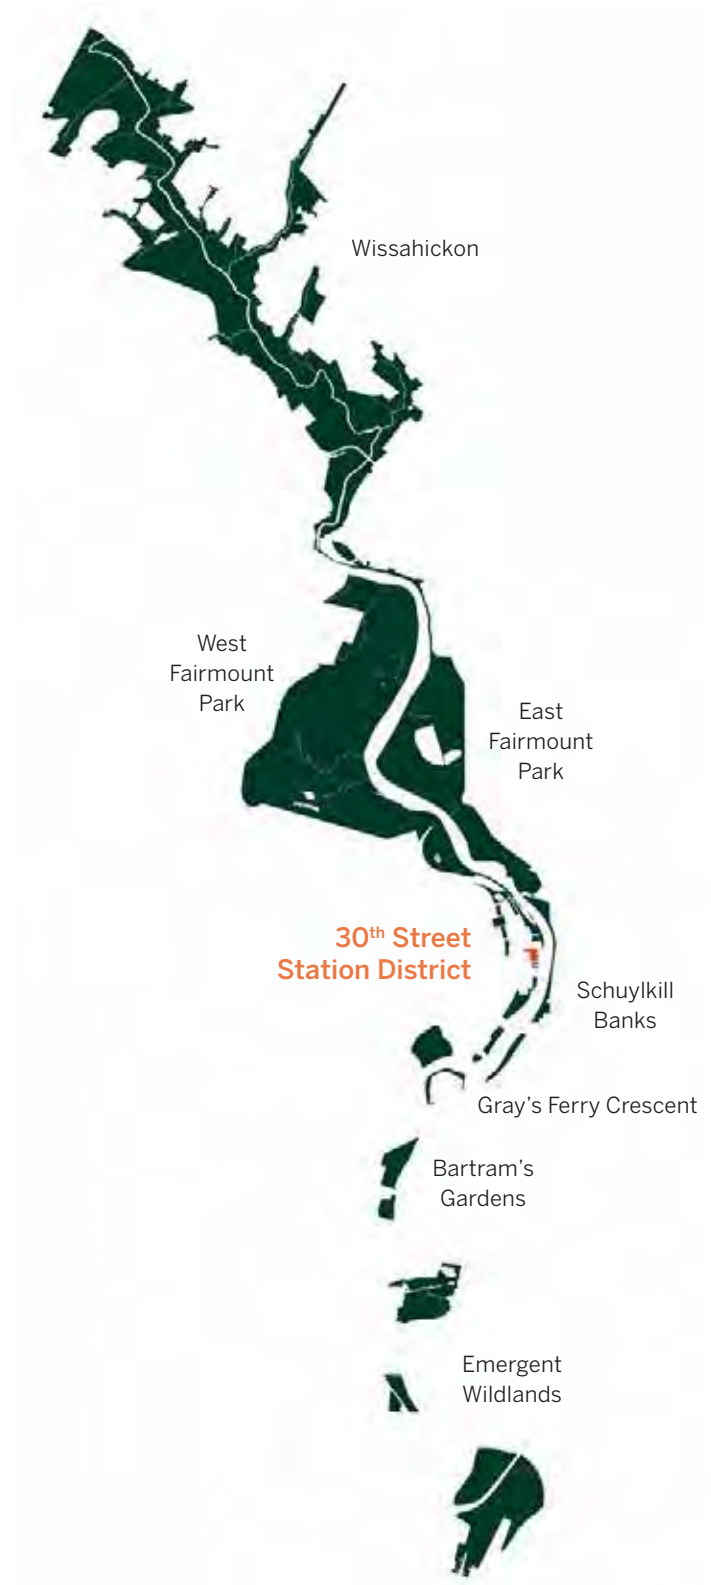 Wissahickon
West
Fairmount
Park
East
Fairmount
Park
30th Street
Station District
Schuylkill
Banks
Gray’s Ferry Crescent
Bartram’s
Gardens
Emergent
Wildlands